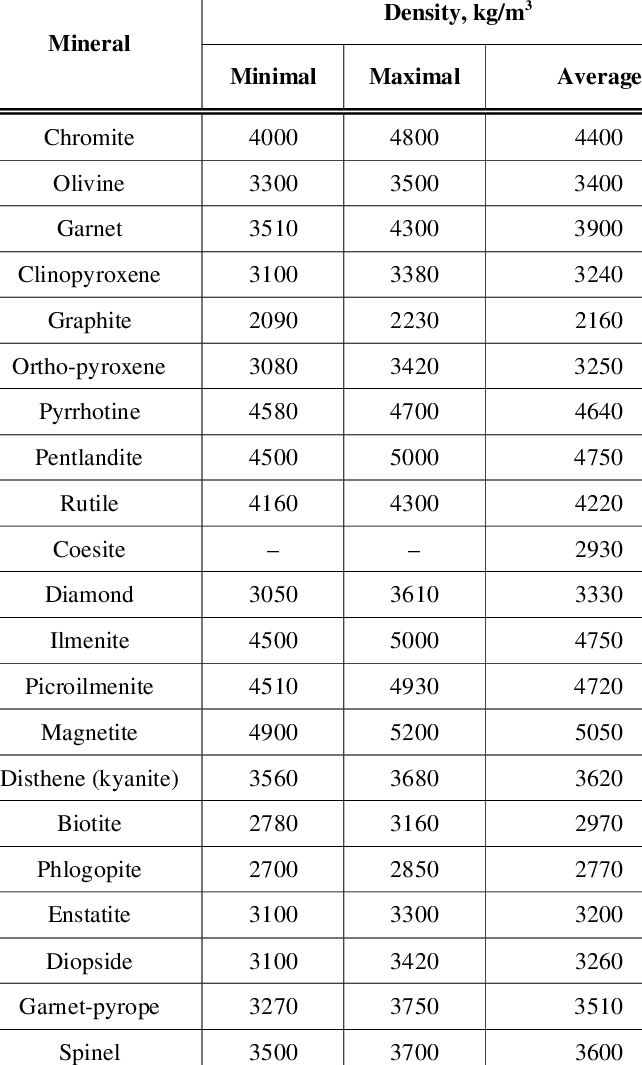 Density, kg/m³
Mineral
Minimal Maximal Average
Chromite 4000 4800 4400
Olivine 3300 3500 3400
Garnet 3510 4300 3900
Clinopyroxene 3100 3380 3240
Graphite 2090 2230 2160
Ortho-pyroxene 3080 3420 3250
Pyrrhotine 4580 4700 4640
Pentlandite 4500 5000 4750
Rutile 4160 4300 4220
Coesite – – 2930
Diamond 3050 3610 3330
Ilmenite 4500 5000 4750
Picroilmenite 4510 4930 4720
Magnetite 4900 5200 5050
Disthene (kyanite) 3560 3680 3620
Biotite 2780 3160 2970
Phlogopite 2700 2850 2770
Enstatite 3100 3300 3200
Diopside 3100 3420 3260
Garnet-pyrope 3270 3750 3510
Spinel 3500 3700 3600